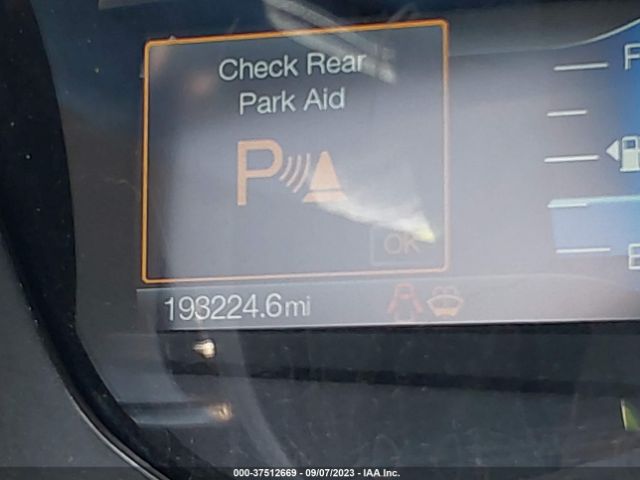 Check Rear
Park Aid
P
OK
F
E
193224.6mi
000-37512669 - 09/07/2023 - IAA Inc.